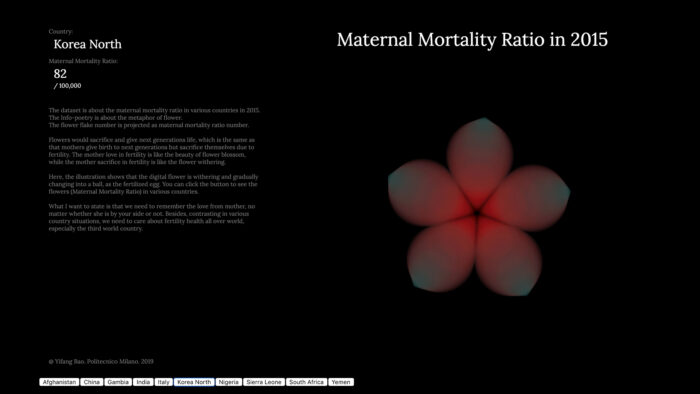 Country:
Korea North
Maternal Mortality Ratio:
82
/ 100,000
Maternal Mortality Ratio in 2015
The dataset is about the maternal mortality ratio in various countries in 2015.
The Info-poetry is about the metaphor of flower.
The flower flake number is projected as maternal mortality ratio number.
Flowers would sacrifice and give next generations life, which is the same as
that mothers give birth to next generations but sacrifice themselves due to
fertility. The mother love in fertility is like the beauty of flower blossom,
while the mother sacrifice in fertility is like the flower withering.
Here, the illustration shows that the digital flower is withering and gradually
changing into a ball, as the fertilized egg. You can click the button to see the
flowers (Maternal Mortality Ratio) in various countries.
What I want to state is that we need to remember the love from mother, no
matter whether she is by your side or not. Besides, contrasting in various
country situations, we need to care about fertility health all over world,
especially the third world country.
@ Yifang Bao. Politecnico Milano, 2019
Afghanistan China Gambia India Italy Korea North Nigeria Sierra Leone South Africa Yemen